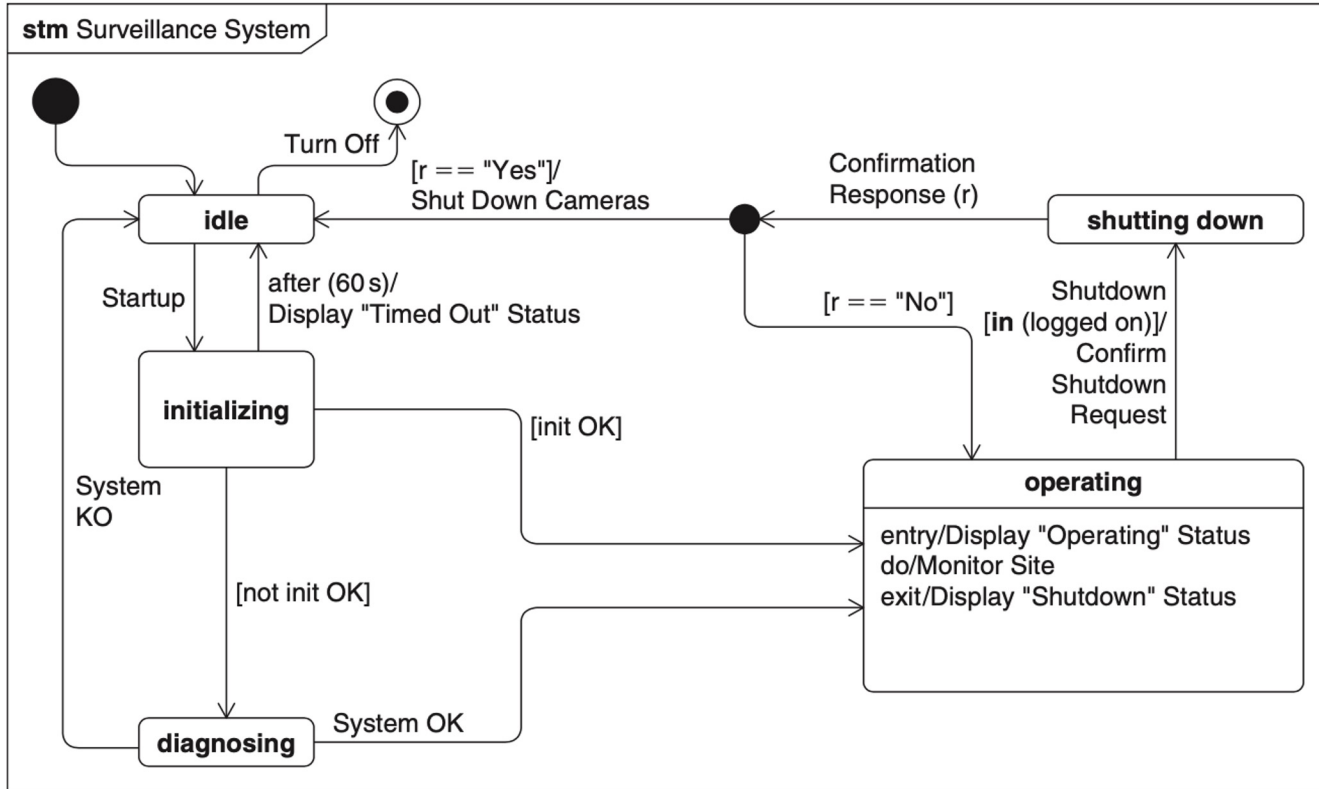 stm Surveillance System
Turn Off
[r == "Yes"]/
Shut Down Cameras
Confirmation
Response (r)
idle
shutting down
Startup
after (60 s)/
Display "Timed Out" Status
[r == "No"]
Shutdown
[in (logged on)]/
Confirm
Shutdown
Request
initializing
[init OK]
System
KO
operating
entry/Display "Operating" Status
do/Monitor Site
exit/Display "Shutdown" Status
[not init OK]
System OK
diagnosing